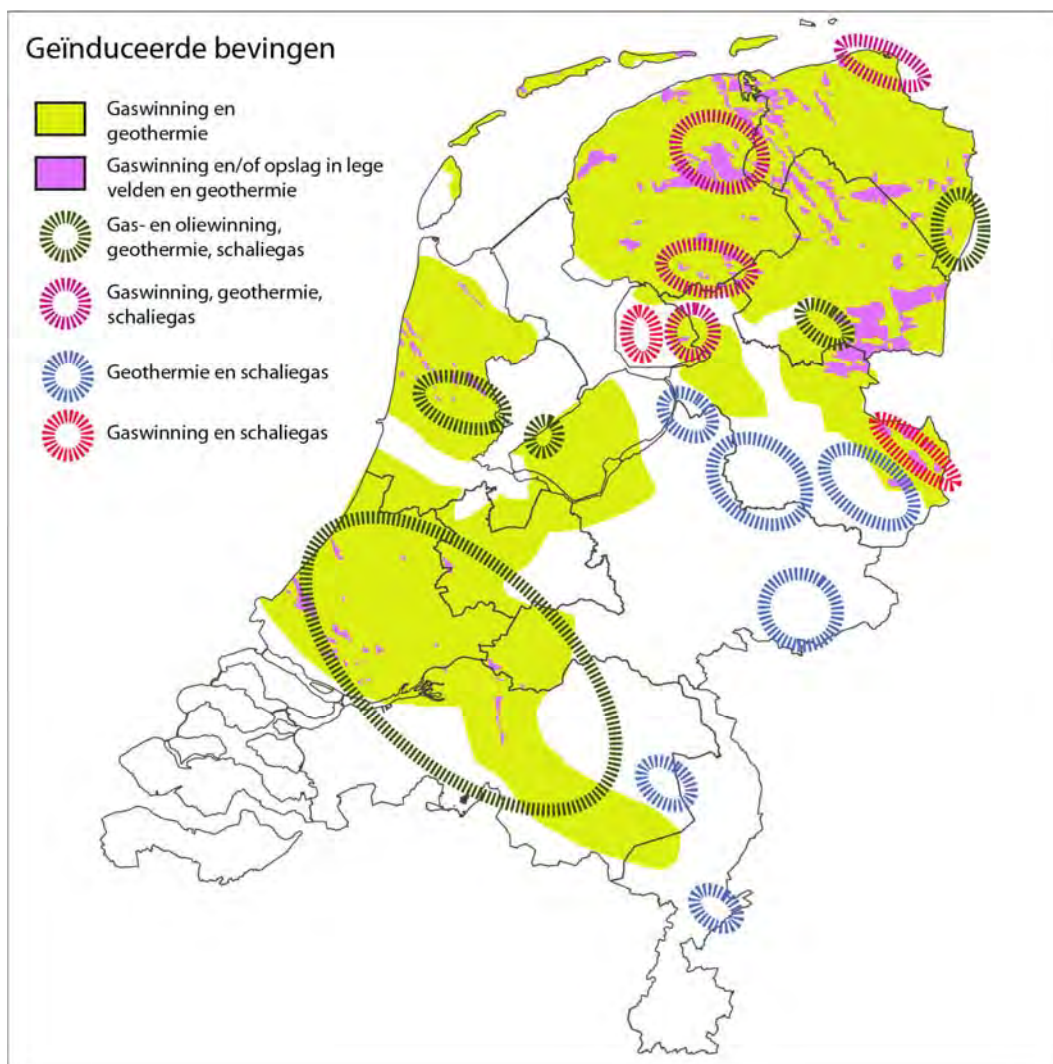 Geïnduceerde bevingen
Gaswinning en
geothermie
Gaswinning en/of opslag in lege
velden en geothermie
Gas- en oliewinning,
geothermie, schaliegas
Gaswinning, geothermie,
schaliegas
Geothermie en schaliegas
Gaswinning en schaliegas